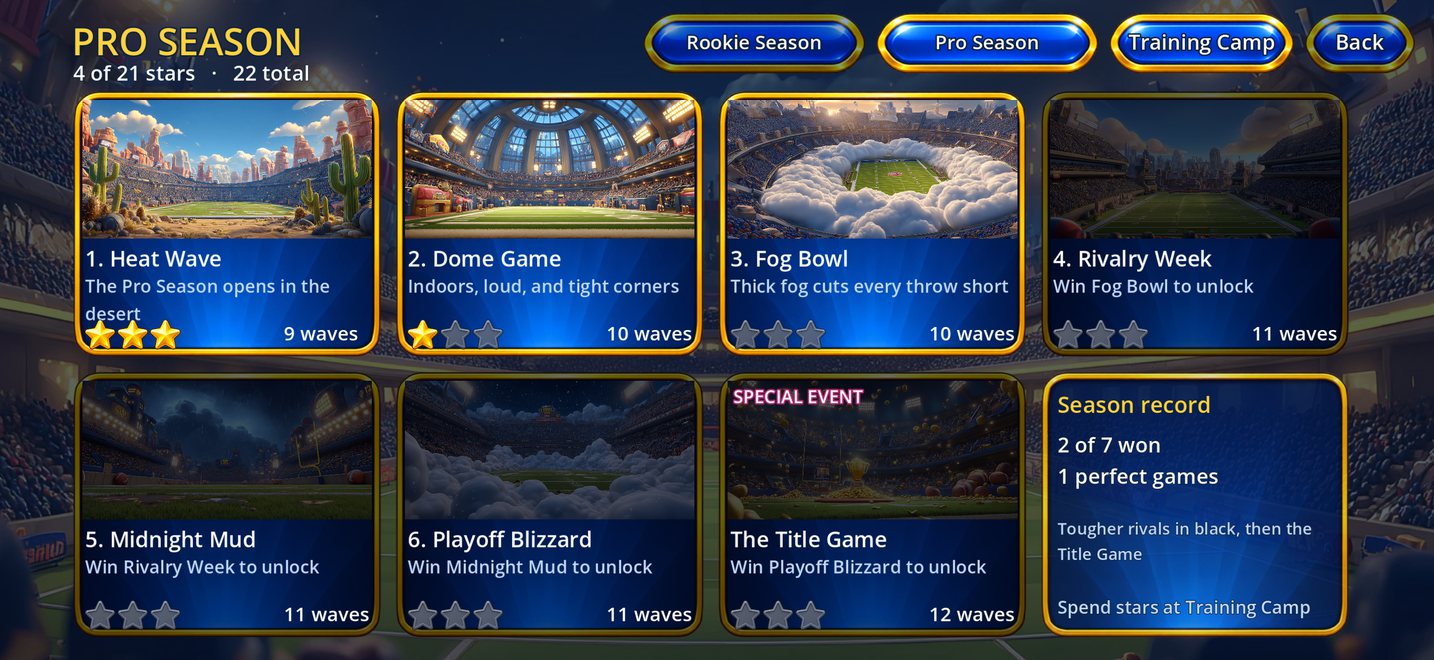 PRO SEASON
4 of 21 stars · 22 total
Rookie Season
Pro Season
Training Camp
Back
1. Heat Wave
The Pro Season opens in the
desert
9 waves
2. Dome Game
Indoors, loud, and tight corners
10 waves
3. Fog Bowl
Thick fog cuts every throw short
10 waves
4. Rivalry Week
Win Fog Bowl to unlock
11 waves
5. Midnight Mud
Win Rivalry Week to unlock
11 waves
6. Playoff Blizzard
Win Midnight Mud to unlock
11 waves
SPECIAL EVENT
The Title Game
Win Playoff Blizzard to unlock
12 waves
Season record
2 of 7 won
1 perfect games
Tougher rivals in black, then the
Title Game
Spend stars at Training Camp